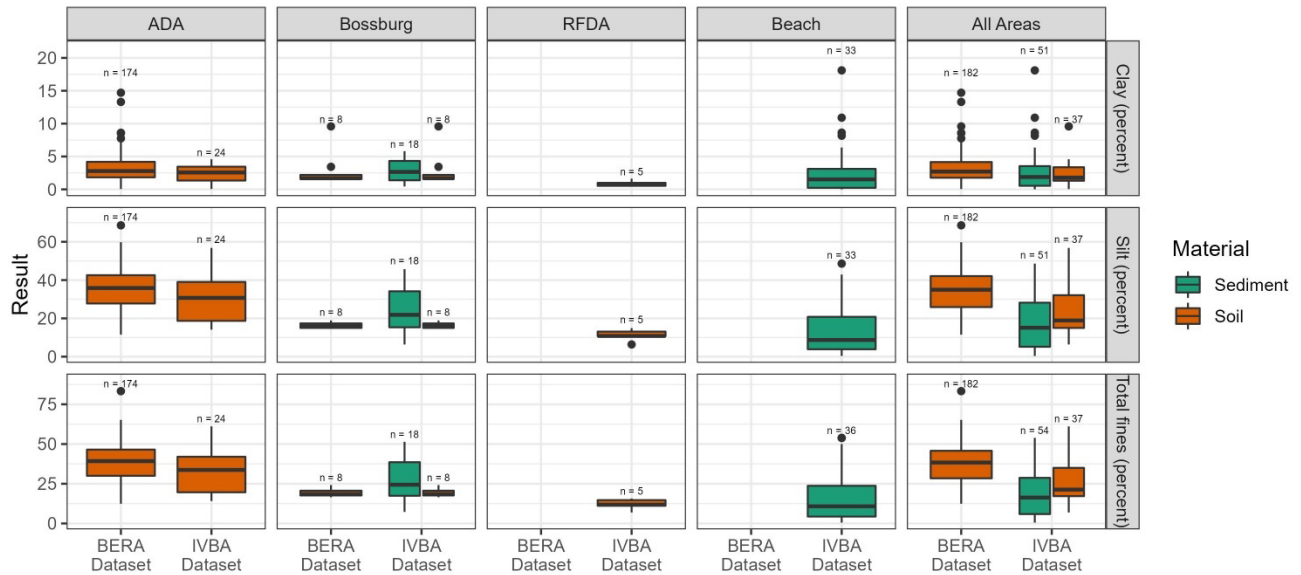 ADA
Bossburg
RFDA
Beach
All Areas
20
15
10
5
0
n = 174
n = 24
n = 8
n = 18
n = 8
n = 5
n = 33
n = 182
n = 51
n = 37
Clay (percent)
Result
60
40
20
0
n = 174
n = 24
n = 8
n = 18
n = 8
n = 5
n = 33
n = 182
n = 51
n = 37
Silt (percent)
75
50
25
0
n = 174
n = 24
n = 8
n = 18
n = 8
n = 5
n = 36
n = 182
n = 54
n = 37
Total fines (percent)
BERA
Dataset
IVBA
Dataset
BERA
Dataset
IVBA
Dataset
BERA
Dataset
IVBA
Dataset
BERA
Dataset
IVBA
Dataset
BERA
Dataset
IVBA
Dataset
Material
Sediment
Soil